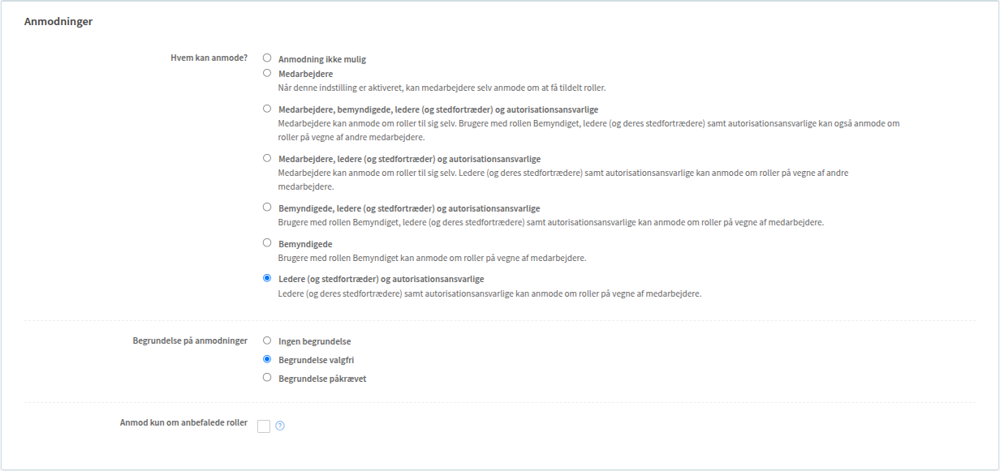 Anmodninger
Hvem kan anmode?
Anmodning ikke mulig
Medarbejdere
Når denne indstilling er aktiveret, kan medarbejdere selv anmode om at få tildelt roller.
Medarbejdere, bemyndigede, ledere (og stedfortræder) og autorisationsansvarlige
Medarbejdere kan anmode om roller til sig selv. Brugere med rollen Bemyndiget, ledere (og deres stedfortrædere) samt autorisationsansvarlige kan også anmode om
roller på vegne af andre medarbejdere.
Medarbejdere, ledere (og stedfortræder) og autorisationsansvarlige
Medarbejdere kan anmode om roller til sig selv. Ledere (og deres stedfortrædere) samt autorisationsansvarlige kan anmode om roller på vegne af andre
medarbejdere.
Bemyndigede, ledere (og stedfortræder) og autorisationsansvarlige
Brugere med rollen Bemyndiget, ledere (og deres stedfortrædere) samt autorisationsansvarlige kan anmode om roller på vegne af medarbejdere.
Bemyndigede
Brugere med rollen Bemyndiget kan anmode om roller på vegne af medarbejdere.
Ledere (og stedfortræder) og autorisationsansvarlige
Ledere (og deres stedfortrædere) samt autorisationsansvarlige kan anmode om roller på vegne af medarbejdere.
Begrundelse på anmodninger
Ingen begrundelse
Begrundelse valgfri
Begrundelse påkrævet
Anmod kun om anbefalede roller
?